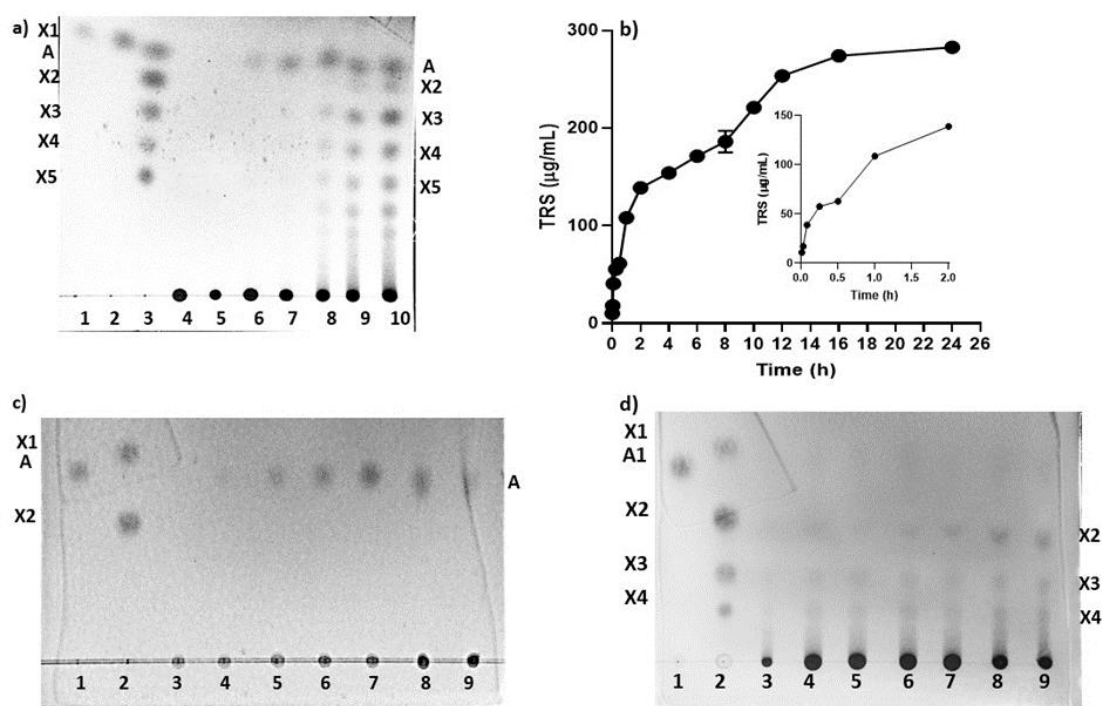 a)
X1
A
X2
X3
X4
X5
A
X2
X3
X4
X5
1 2 3 4 5 6 7 8 9 10
b)
300
200
100
0
TRS (µg/mL)
0 2 4 6 8 10 12 14 16 18 20 22 24 26
Time (h)
150
100
50
0
TRS (µg/mL)
0.0 0.5 1.0 1.5 2.0
Time (h)
c)
X1
A
X2
A
1 2 3 4 5 6 7 8 9
d)
X1
A1
X2
X3
X4
X2
X3
X4
1 2 3 4 5 6 7 8 9